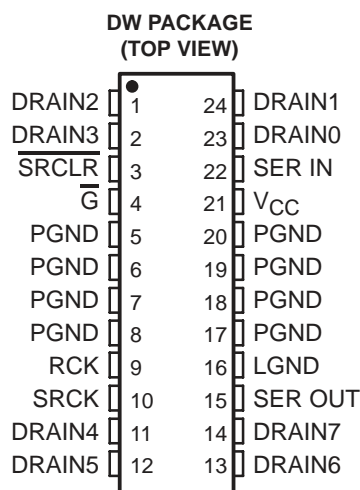 DW PACKAGE
(TOP VIEW)
DRAIN2 1 24 DRAIN1
DRAIN3 2 23 DRAIN0
S̅R̅C̅L̅R̅ 3 22 SER IN
G̅ 4 21 VCC
PGND 5 20 PGND
PGND 6 19 PGND
PGND 7 18 PGND
PGND 8 17 PGND
RCK 9 16 LGND
SRCK 10 15 SER OUT
DRAIN4 11 14 DRAIN7
DRAIN5 12 13 DRAIN6